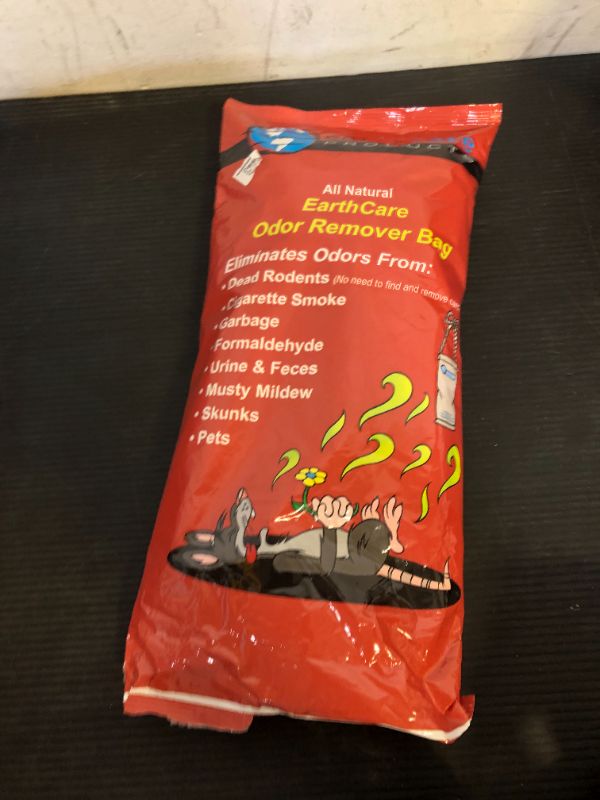 PRODUCTS
All Natural
EarthCare
Odor Remover Bag
Eliminates Odors From:
•Dead Rodents (No need to find and remove
•Cigarette Smoke
•Garbage
•Formaldehyde
•Urine & Feces
•Musty Mildew
•Skunks
•Pets